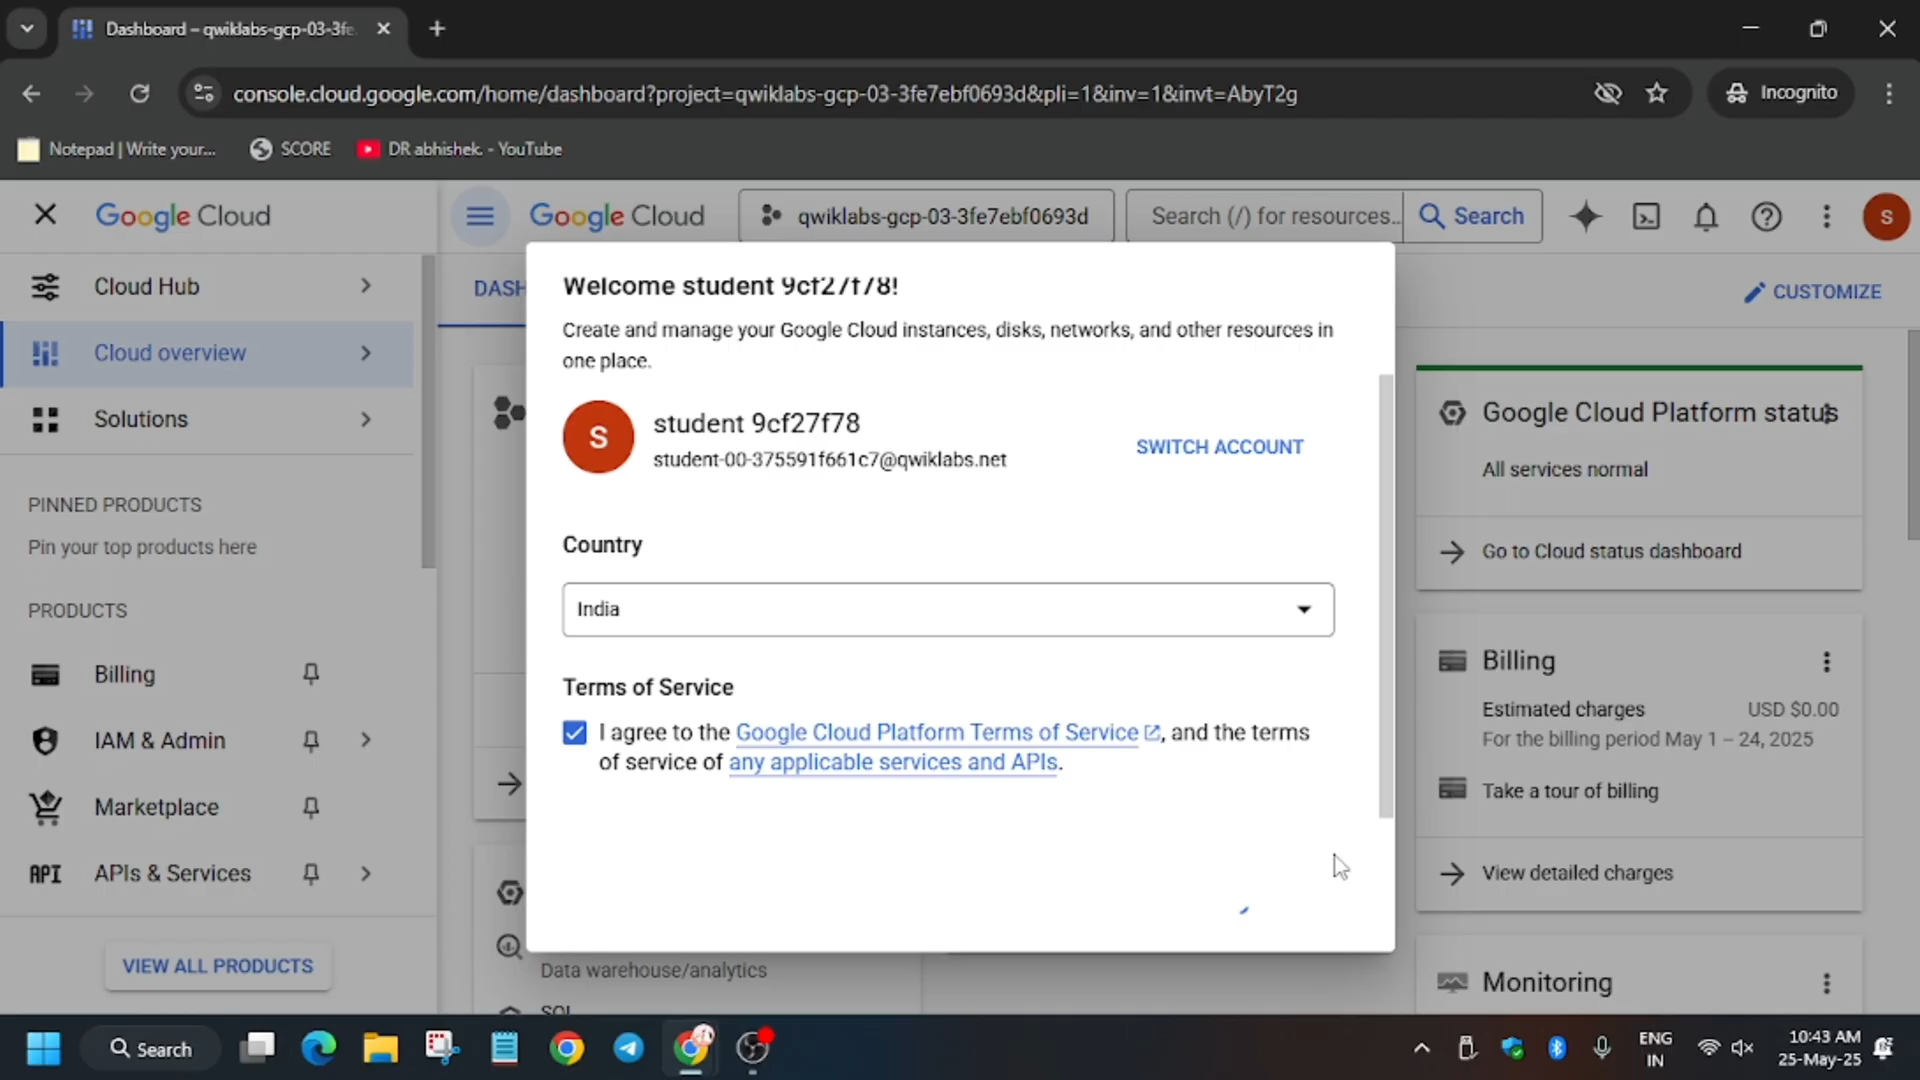 Dashboard – qwiklabs-gcp-03-3fe
console.cloud.google.com/home/dashboard?project=qwiklabs-gcp-03-3fe7ebf0693d&pli=1&inv=1&invt=AbyT2g
Incognito
Notepad | Write your...
SCORE
DR abhishek. - YouTube
Google Cloud
Google Cloud
qwiklabs-gcp-03-3fe7ebf0693d
Search (/) for resources...
Search
S
Cloud Hub
Cloud overview
Solutions
PINNED PRODUCTS
Pin your top products here
PRODUCTS
Billing
IAM & Admin
Marketplace
API APIs & Services
VIEW ALL PRODUCTS
DASH
CUSTOMIZE
Welcome student 9cf27f78!
Create and manage your Google Cloud instances, disks, networks, and other resources in
one place.
S
student 9cf27f78
student-00-375591f661c7@qwiklabs.net
SWITCH ACCOUNT
Country
India
Terms of Service
I agree to the Google Cloud Platform Terms of Service, and the terms
of service of any applicable services and APIs.
Data warehouse/analytics
SQL
Google Cloud Platform status
All services normal
Go to Cloud status dashboard
Billing
Estimated charges USD $0.00
For the billing period May 1 – 24, 2025
Take a tour of billing
View detailed charges
Monitoring
Search
ENG
IN
10:43 AM
25-May-25